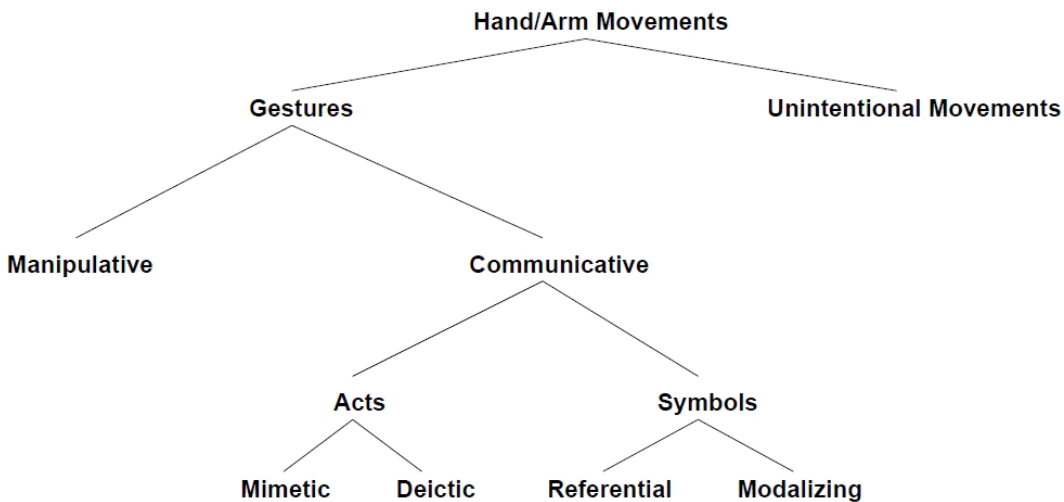 Hand/Arm Movements
Gestures Unintentional Movements
Manipulative Communicative
Acts Symbols
Mimetic Deictic Referential Modalizing